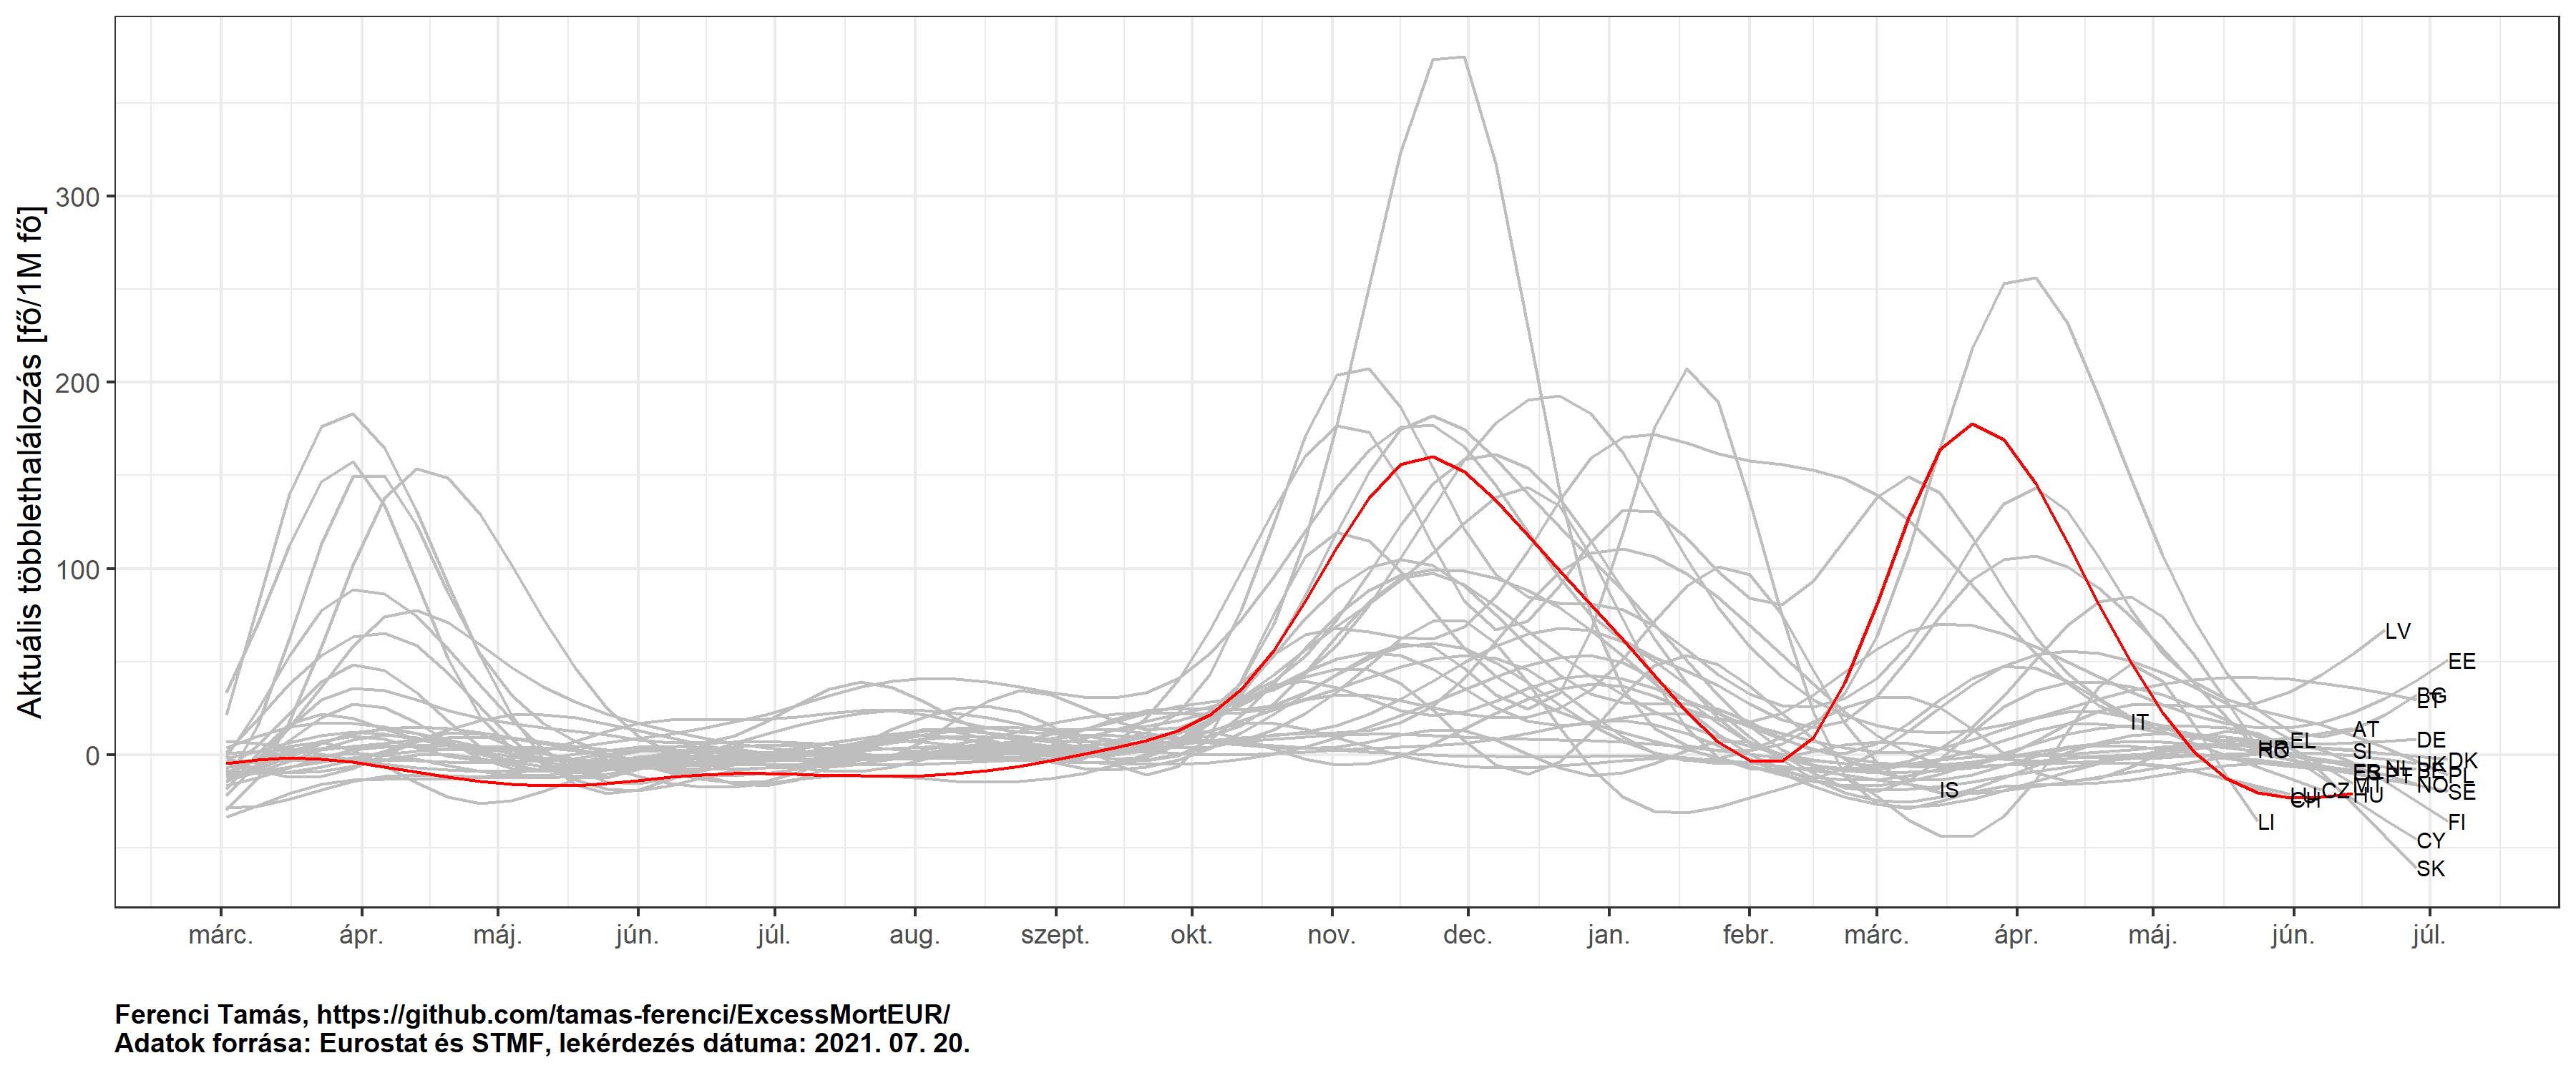 Aktuális többlethalálozás [fő/1M fő]
300
200
100
0
LV
EE
BG
IT
AT
EL
DE
SI
DK
PL
NO
SE
IS
CZ
HU
LI
FI
CY
SK
márc. ápr. máj. jún. júl. aug. szept. okt. nov. dec. jan. febr. márc. ápr. máj. jún. júl.
Ferenci Tamás, https://github.com/tamas-ferenci/ExcessMortEUR/
Adatok forrása: Eurostat és STMF, lekérdezés dátuma: 2021. 07. 20.